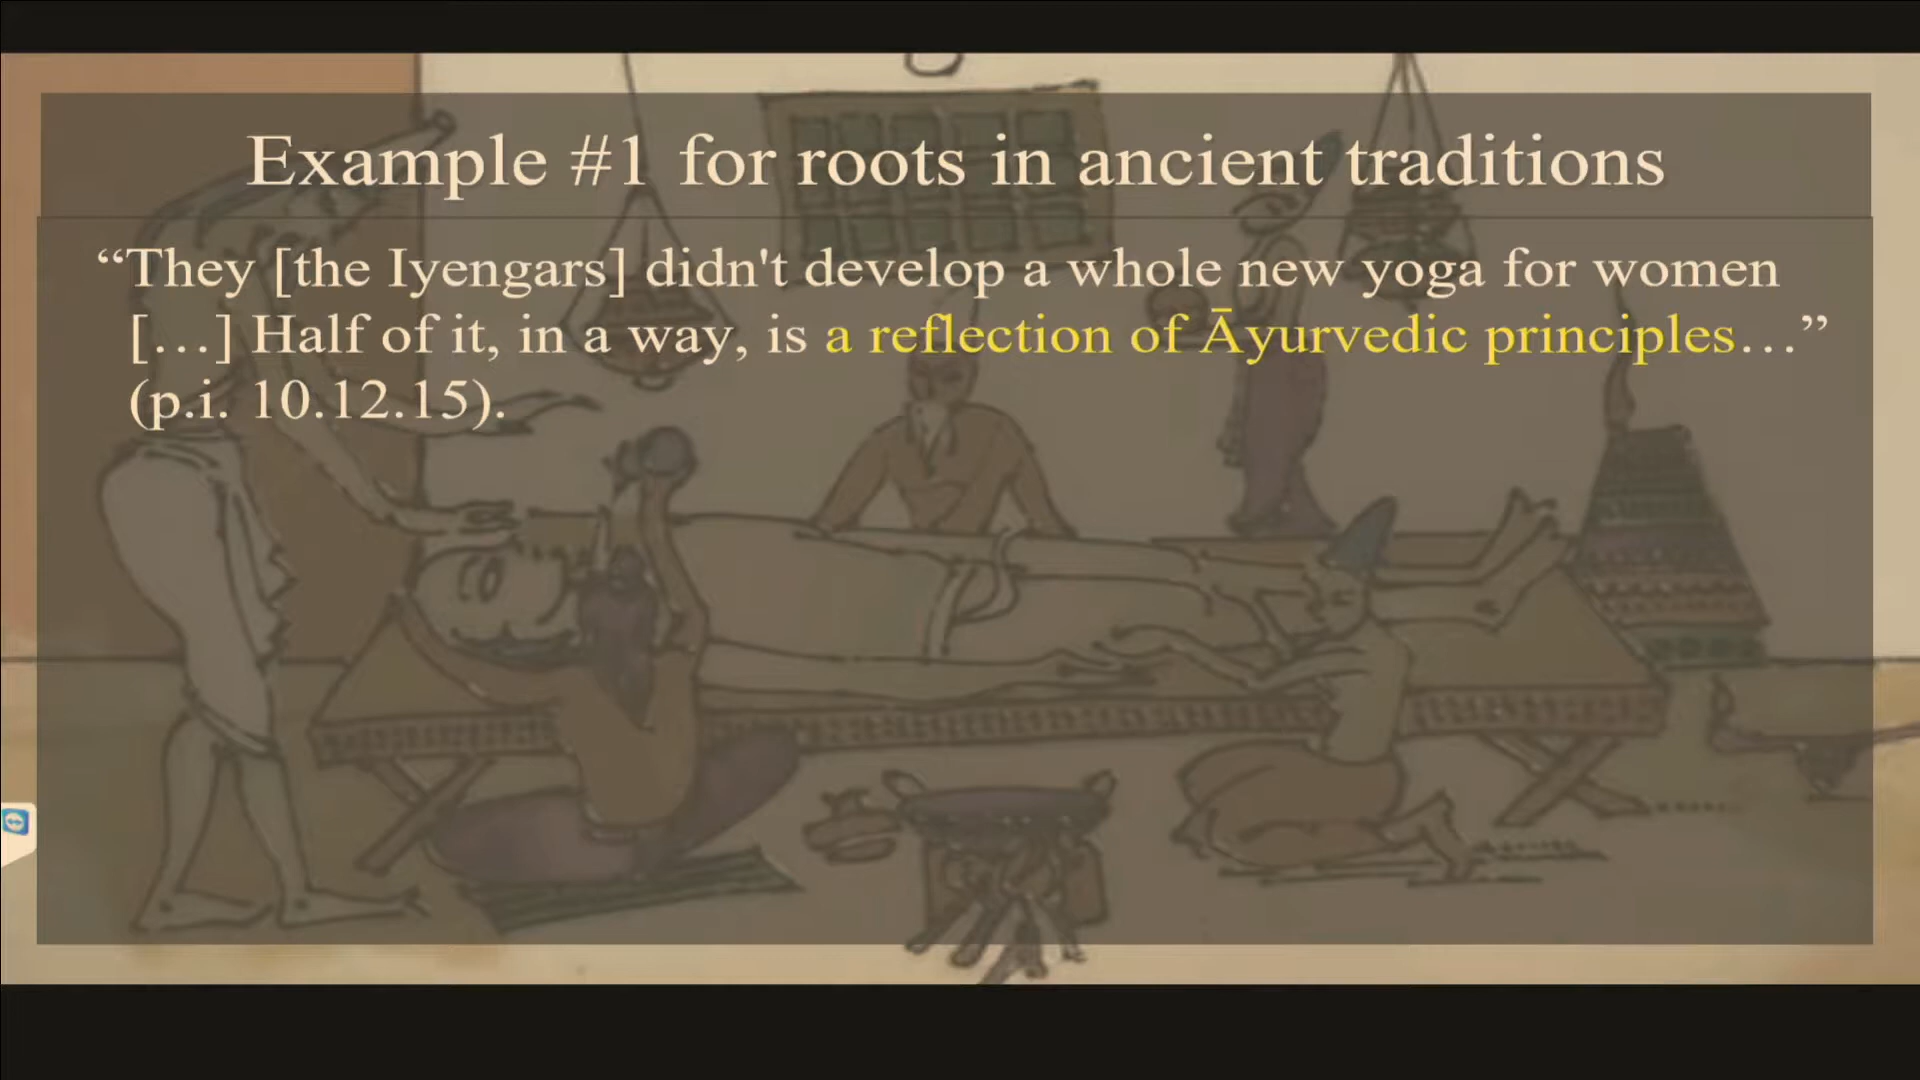 Example #1 for roots in ancient traditions
“They [the Iyengars] didn't develop a whole new yoga for women
[…] Half of it, in a way, is a reflection of Āyurvedic principles…”
(p.i. 10.12.15).